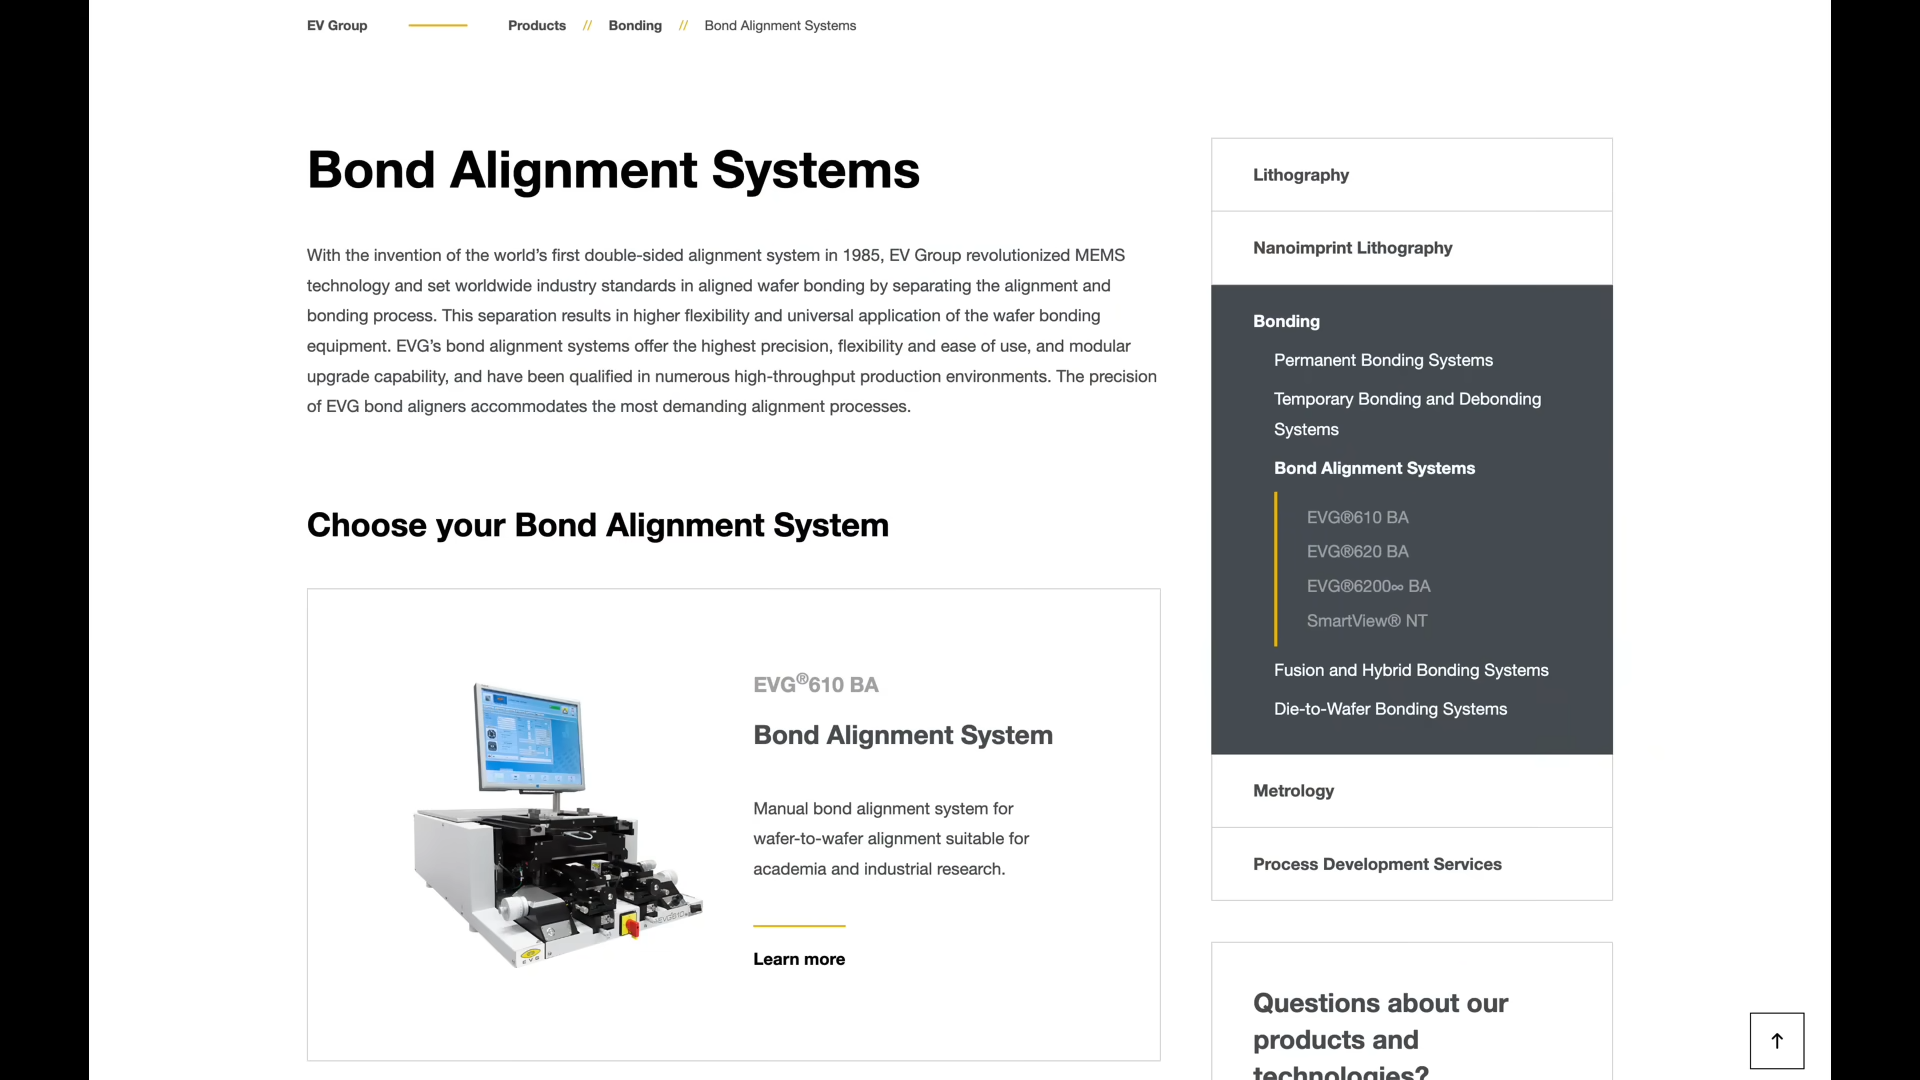 EV Group
Products // Bonding // Bond Alignment Systems
Bond Alignment Systems
With the invention of the world’s first double-sided alignment system in 1985, EV Group revolutionized MEMS
technology and set worldwide industry standards in aligned wafer bonding by separating the alignment and
bonding process. This separation results in higher flexibility and universal application of the wafer bonding
equipment. EVG’s bond alignment systems offer the highest precision, flexibility and ease of use, and modular
upgrade capability, and have been qualified in numerous high-throughput production environments. The precision
of EVG bond aligners accommodates the most demanding alignment processes.
Choose your Bond Alignment System
EVG®610 BA
Bond Alignment System
Manual bond alignment system for
wafer-to-wafer alignment suitable for
academia and industrial research.
Learn more
EVG
EVG®610
Lithography
Nanoimprint Lithography
Bonding
Permanent Bonding Systems
Temporary Bonding and Debonding
Systems
Bond Alignment Systems
EVG®610 BA
EVG®620 BA
EVG®6200∞ BA
SmartView® NT
Fusion and Hybrid Bonding Systems
Die-to-Wafer Bonding Systems
Metrology
Process Development Services
Questions about our
products and
technologies?